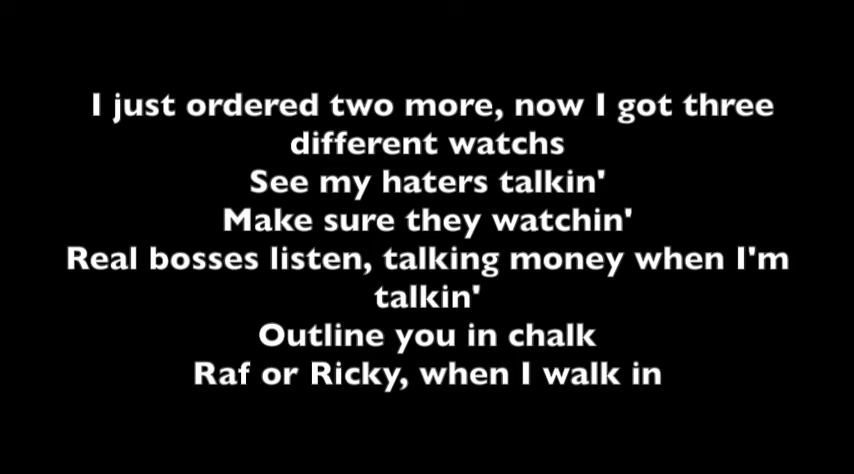 I just ordered two more, now I got three
different watchs
See my haters talkin'
Make sure they watchin'
Real bosses listen, talking money when I'm
talkin'
Outline you in chalk
Raf or Ricky, when I walk in